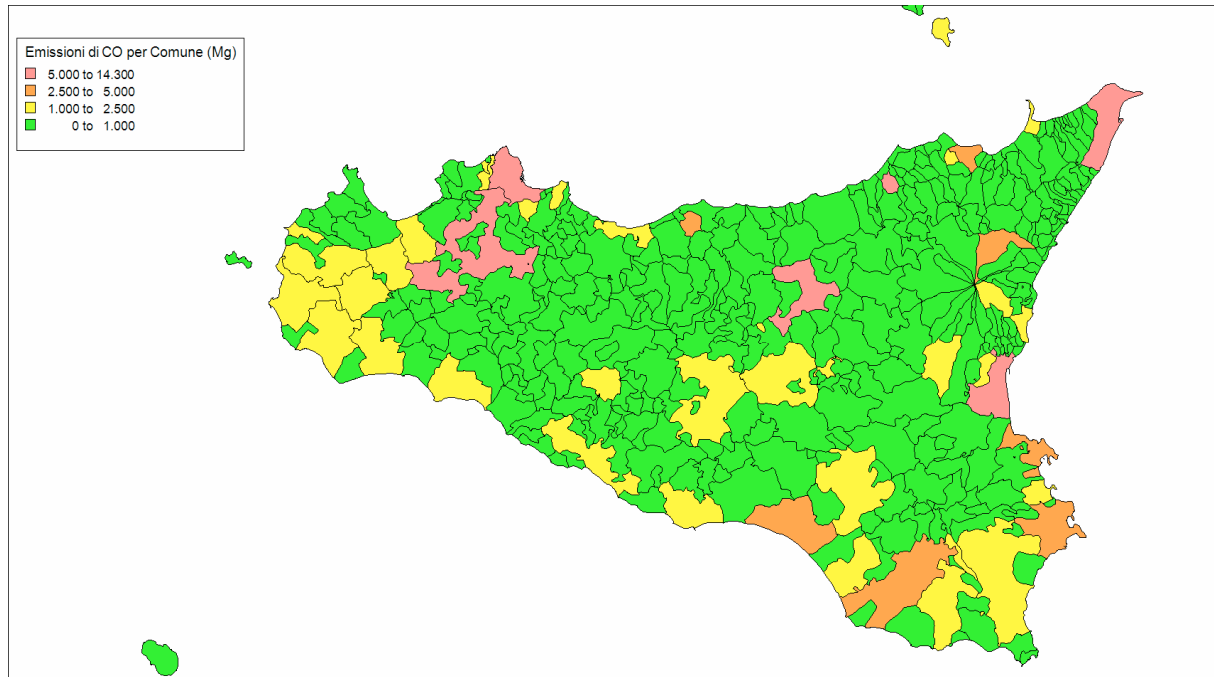 Emissioni di CO per Comune (Mg)
5.000 to 14.300
2.500 to 5.000
1.000 to 2.500
0 to 1.000